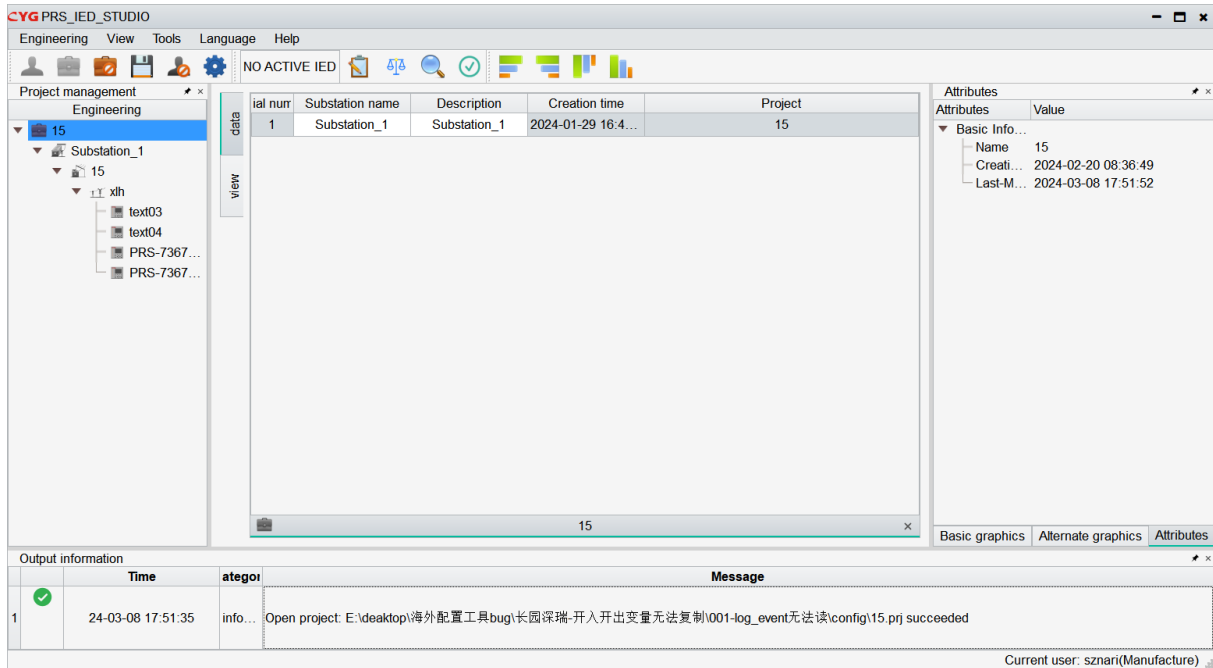 CYG PRS_IED_STUDIO
Engineering View Tools Language Help
NO ACTIVE IED
Project management
Engineering
15
Substation_1
15
xlh
text03
text04
PRS-7367...
PRS-7367...
data
view
ial num Substation name Description Creation time Project
1 Substation_1 Substation_1 2024-01-29 16:4... 15
15
Attributes
Attributes Value
Basic Info...
Name 15
Creati... 2024-02-20 08:36:49
Last-M... 2024-03-08 17:51:52
Basic graphics Alternate graphics Attributes
Output information
Time ategor Message
1 24-03-08 17:51:35 info... Open project: E:\deaktop\海外配置工具bug\长园深瑞-开入开出变量无法复制\001-log_event无法读\config\15.prj succeeded
Current user: sznari(Manufacture)